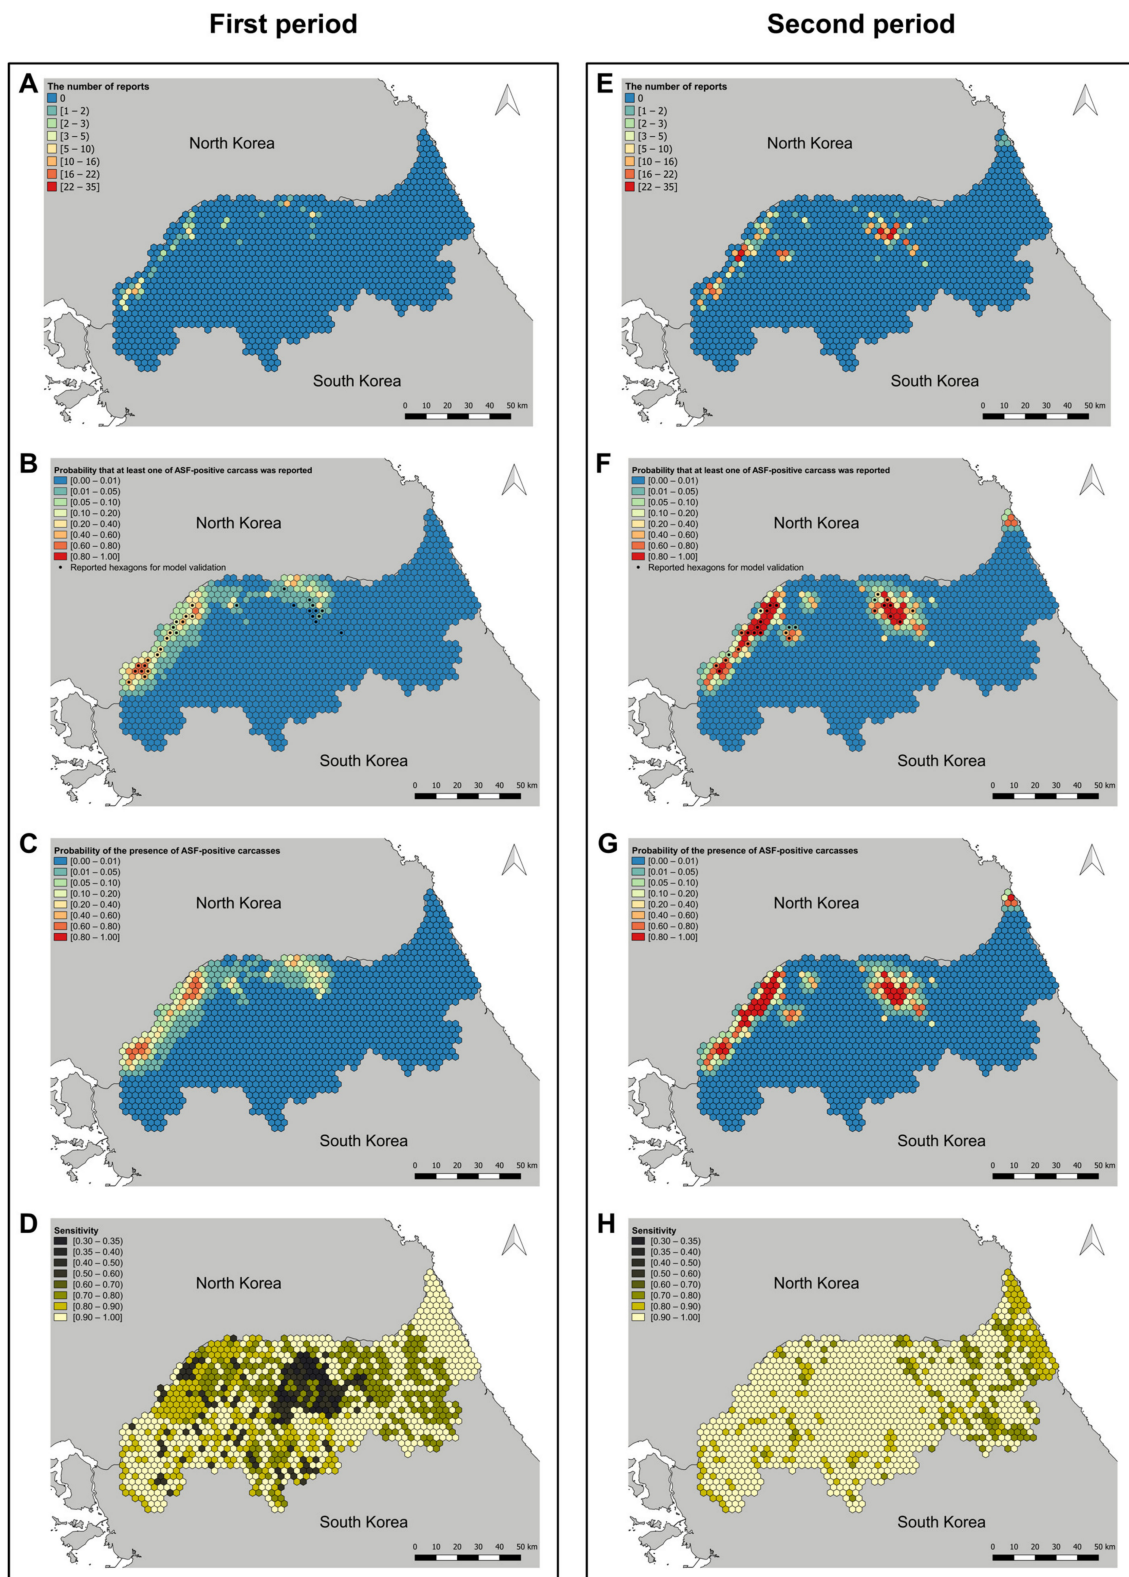 First period
Second period
A
The number of reports
0
[1 – 2)
[2 – 3)
[3 – 5)
[5 – 10)
[10 – 16)
[16 – 22)
[22 – 35]
North Korea
South Korea
0 10 20 30 40 50 km
E
The number of reports
0
[1 – 2)
[2 – 3)
[3 – 5)
[5 – 10)
[10 – 16)
[16 – 22)
[22 – 35]
North Korea
South Korea
0 10 20 30 40 50 km
B
Probability that at least one of ASF-positive carcass was reported
[0.00 – 0.01)
[0.01 – 0.05)
[0.05 – 0.10)
[0.10 – 0.20)
[0.20 – 0.40)
[0.40 – 0.60)
[0.60 – 0.80)
[0.80 – 1.00]
Reported hexagons for model validation
North Korea
South Korea
0 10 20 30 40 50 km
F
Probability that at least one of ASF-positive carcass was reported
[0.00 – 0.01)
[0.01 – 0.05)
[0.05 – 0.10)
[0.10 – 0.20)
[0.20 – 0.40)
[0.40 – 0.60)
[0.60 – 0.80)
[0.80 – 1.00]
Reported hexagons for model validation
North Korea
South Korea
0 10 20 30 40 50 km
C
Probability of the presence of ASF-positive carcasses
[0.00 – 0.01)
[0.01 – 0.05)
[0.05 – 0.10)
[0.10 – 0.20)
[0.20 – 0.40)
[0.40 – 0.60)
[0.60 – 0.80)
[0.80 – 1.00]
North Korea
South Korea
0 10 20 30 40 50 km
G
Probability of the presence of ASF-positive carcasses
[0.00 – 0.01)
[0.01 – 0.05)
[0.05 – 0.10)
[0.10 – 0.20)
[0.20 – 0.40)
[0.40 – 0.60)
[0.60 – 0.80)
[0.80 – 1.00]
North Korea
South Korea
0 10 20 30 40 50 km
D
Sensitivity
[0.30 – 0.35)
[0.35 – 0.40)
[0.40 – 0.50)
[0.50 – 0.60)
[0.60 – 0.70)
[0.70 – 0.80)
[0.80 – 0.90)
[0.90 – 1.00]
North Korea
South Korea
0 10 20 30 40 50 km
H
Sensitivity
[0.30 – 0.35)
[0.35 – 0.40)
[0.40 – 0.50)
[0.50 – 0.60)
[0.60 – 0.70)
[0.70 – 0.80)
[0.80 – 0.90)
[0.90 – 1.00]
North Korea
South Korea
0 10 20 30 40 50 km